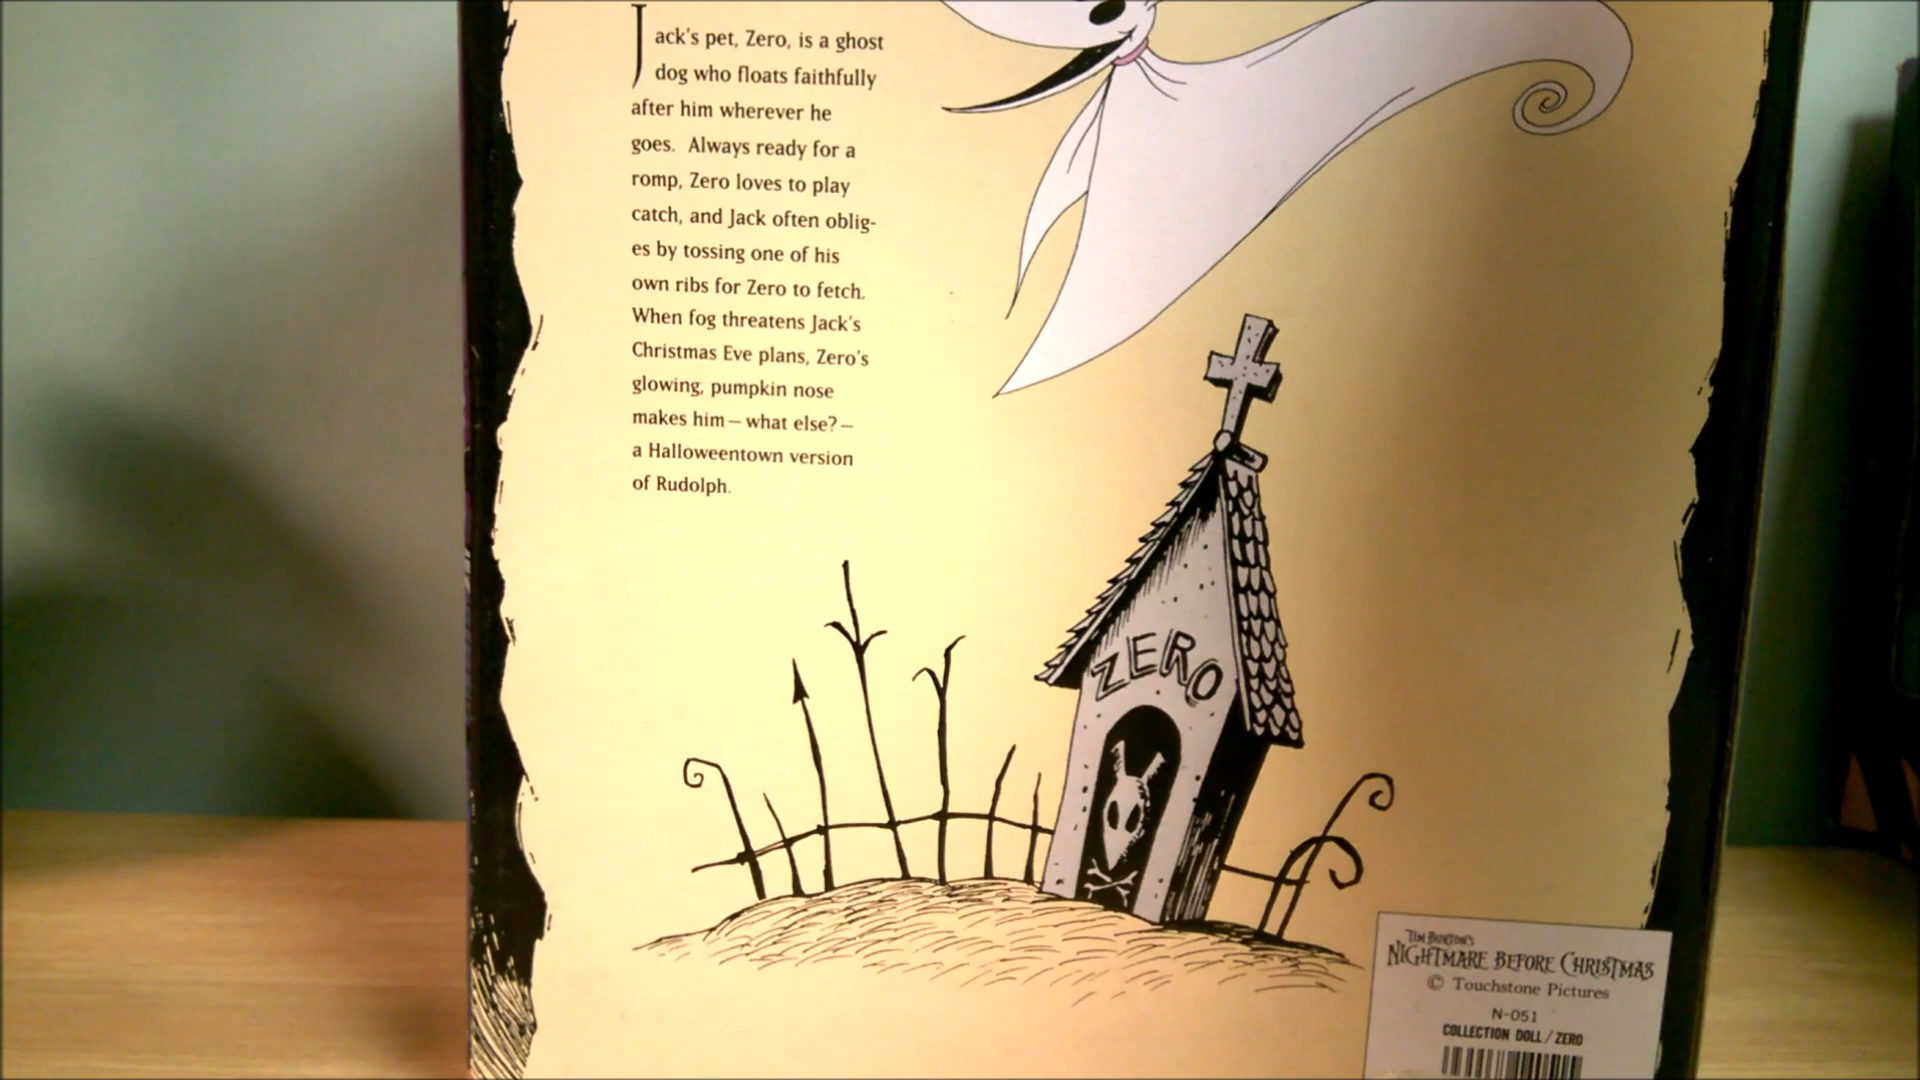 Jack's pet, Zero, is a ghost
dog who floats faithfully
after him wherever he
goes. Always ready for a
romp, Zero loves to play
catch, and Jack often oblig-
es by tossing one of his
own ribs for Zero to fetch.
When fog threatens Jack's
Christmas Eve plans, Zero's
glowing, pumpkin nose
makes him – what else? –
a Halloweentown version
of Rudolph.
ZERO
TIM BURTON'S
NIGHTMARE BEFORE CHRISTMAS
© Touchstone Pictures
N-051
COLLECTION DOLL / ZERO